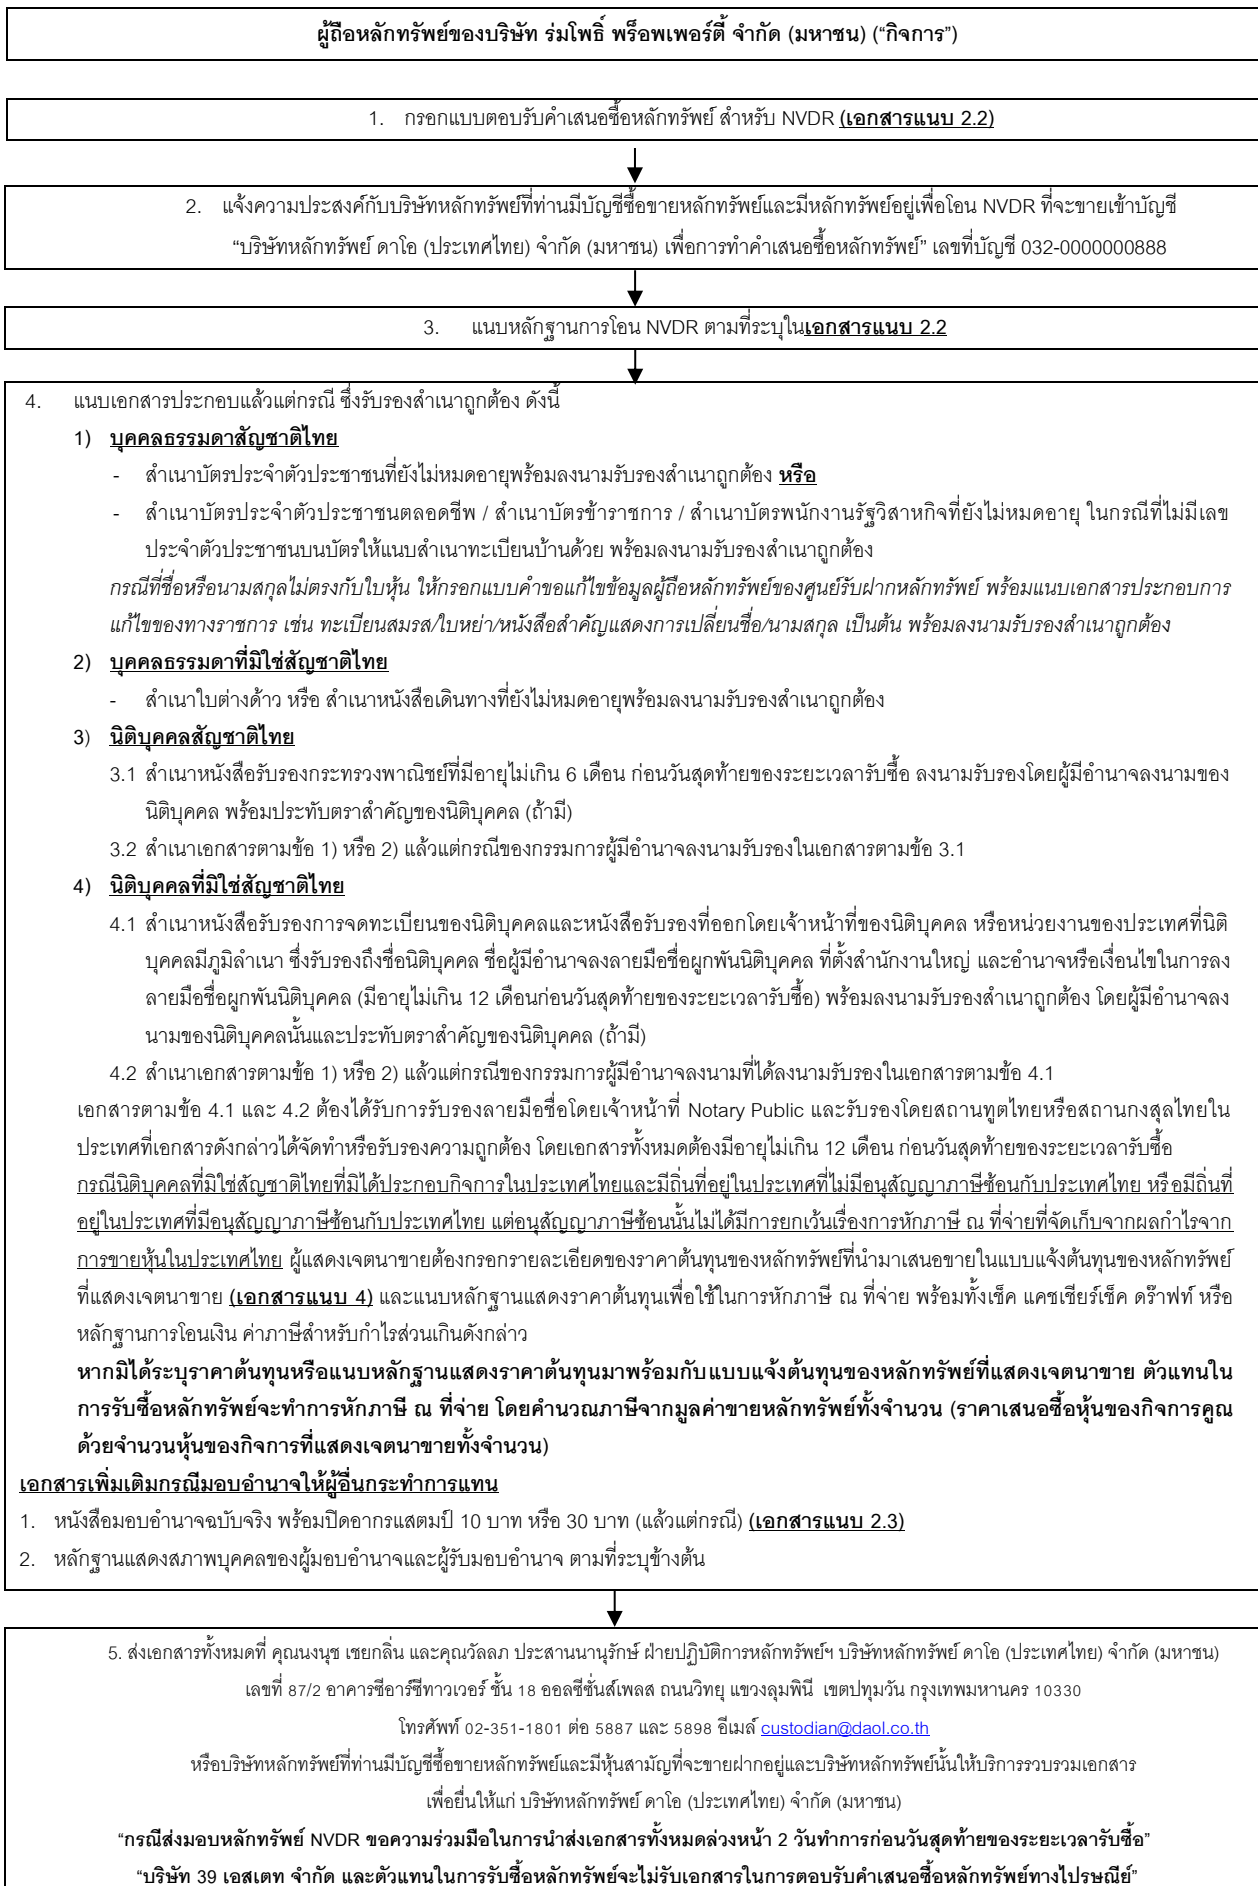 ผู้ถือหลักทรัพย์ของบริษัท ร่มโพธิ์ พร็อพเพอร์ตี้ จำกัด (มหาชน) ("กิจการ")
1. กรอกแบบตอบรับคำเสนอซื้อหลักทรัพย์ สำหรับ NVDR (เอกสารแนบ 2.2)
2. แจ้งความประสงค์กับบริษัทหลักทรัพย์ที่ท่านมีบัญชีซื้อขายหลักทรัพย์และมีหลักทรัพย์อยู่เพื่อโอน NVDR ที่จะขายเข้าบัญชี
"บริษัทหลักทรัพย์ ดาโอ (ประเทศไทย) จำกัด (มหาชน) เพื่อการทำคำเสนอซื้อหลักทรัพย์" เลขที่บัญชี 032-0000000888
3. แนบหลักฐานการโอน NVDR ตามที่ระบุในเอกสารแนบ 2.2
4. แนบเอกสารประกอบแล้วแต่กรณี ซึ่งรับรองสำเนาถูกต้อง ดังนี้
1) บุคคลธรรมดาสัญชาติไทย
- สำเนาบัตรประจำตัวประชาชนที่ยังไม่หมดอายุพร้อมลงนามรับรองสำเนาถูกต้อง หรือ
- สำเนาบัตรประจำตัวประชาชนตลอดชีพ / สำเนาบัตรข้าราชการ / สำเนาบัตรพนักงานรัฐวิสาหกิจที่ยังไม่หมดอายุ ในกรณีที่ไม่มีเลข
ประจำตัวประชาชนบนบัตรให้แนบสำเนาทะเบียนบ้านด้วย พร้อมลงนามรับรองสำเนาถูกต้อง
กรณีที่ชื่อหรือนามสกุลไม่ตรงกับใบหุ้น ให้กรอกแบบคำขอแก้ไขข้อมูลผู้ถือหลักทรัพย์ของศูนย์รับฝากหลักทรัพย์ พร้อมแนบเอกสารประกอบการ
แก้ไขของทางราชการ เช่น ทะเบียนสมรส/ใบหย่า/หนังสือสำคัญแสดงการเปลี่ยนชื่อ/นามสกุล เป็นต้น พร้อมลงนามรับรองสำเนาถูกต้อง
2) บุคคลธรรมดาที่มิใช่สัญชาติไทย
- สำเนาใบต่างด้าว หรือ สำเนาหนังสือเดินทางที่ยังไม่หมดอายุพร้อมลงนามรับรองสำเนาถูกต้อง
3) นิติบุคคลสัญชาติไทย
3.1 สำเนาหนังสือรับรองกระทรวงพาณิชย์ที่มีอายุไม่เกิน 6 เดือน ก่อนวันสุดท้ายของระยะเวลารับซื้อ ลงนามรับรองโดยผู้มีอำนาจลงนามของ
นิติบุคคล พร้อมประทับตราสำคัญของนิติบุคคล (ถ้ามี)
3.2 สำเนาเอกสารตามข้อ 1) หรือ 2) แล้วแต่กรณีของกรรมการผู้มีอำนาจลงนามรับรองในเอกสารตามข้อ 3.1
4) นิติบุคคลที่มิใช่สัญชาติไทย
4.1 สำเนาหนังสือรับรองการจดทะเบียนของนิติบุคคลและหนังสือรับรองที่ออกโดยเจ้าหน้าที่ของนิติบุคคล หรือหน่วยงานของประเทศที่นิติ
บุคคลมีภูมิลำเนา ซึ่งรับรองถึงชื่อนิติบุคคล ชื่อผู้มีอำนาจลงลายมือชื่อผูกพันนิติบุคคล ที่ตั้งสำนักงานใหญ่ และอำนาจหรือเงื่อนไขในการลง
ลายมือชื่อผูกพันนิติบุคคล (มีอายุไม่เกิน 12 เดือนก่อนวันสุดท้ายของระยะเวลารับซื้อ) พร้อมลงนามรับรองสำเนาถูกต้อง โดยผู้มีอำนาจลง
นามของนิติบุคคลนั้นและประทับตราสำคัญของนิติบุคคล (ถ้ามี)
4.2 สำเนาเอกสารตามข้อ 1) หรือ 2) แล้วแต่กรณีของกรรมการผู้มีอำนาจลงนามที่ได้ลงนามรับรองในเอกสารตามข้อ 4.1
เอกสารตามข้อ 4.1 และ 4.2 ต้องได้รับการรับรองลายมือชื่อโดยเจ้าหน้าที่ Notary Public และรับรองโดยสถานทูตไทยหรือสถานกงสุลไทยใน
ประเทศที่เอกสารดังกล่าวได้จัดทำหรือรับรองความถูกต้อง โดยเอกสารทั้งหมดต้องมีอายุไม่เกิน 12 เดือน ก่อนวันสุดท้ายของระยะเวลารับซื้อ
กรณีนิติบุคคลที่มิใช่สัญชาติไทยที่มิได้ประกอบกิจการในประเทศไทยและมีถิ่นที่อยู่ในประเทศที่ไม่มีอนุสัญญาภาษีซ้อนกับประเทศไทย หรือมีถิ่นที่
อยู่ในประเทศที่มีอนุสัญญาภาษีซ้อนกับประเทศไทย แต่อนุสัญญาภาษีซ้อนนั้นไม่ได้มีการยกเว้นเรื่องการหักภาษี ณ ที่จ่ายที่จัดเก็บจากผลกำไรจาก
การขายหุ้นในประเทศไทย ผู้แสดงเจตนาขายต้องกรอกรายละเอียดของราคาต้นทุนของหลักทรัพย์ที่นำมาเสนอขายในแบบแจ้งต้นทุนของหลักทรัพย์
ที่แสดงเจตนาขาย (เอกสารแนบ 4) และแนบหลักฐานแสดงราคาต้นทุนเพื่อใช้ในการหักภาษี ณ ที่จ่าย พร้อมทั้งเช็ค แคชเชียร์เช็ค ดร๊าฟท์ หรือ
หลักฐานการโอนเงิน ค่าภาษีสำหรับกำไรส่วนเกินดังกล่าว
หากมิได้ระบุราคาต้นทุนหรือแนบหลักฐานแสดงราคาต้นทุนมาพร้อมกับแบบแจ้งต้นทุนของหลักทรัพย์ที่แสดงเจตนาขาย ตัวแทนใน
การรับซื้อหลักทรัพย์จะทำการหักภาษี ณ ที่จ่าย โดยคำนวณภาษีจากมูลค่าขายหลักทรัพย์ทั้งจำนวน (ราคาเสนอซื้อหุ้นของกิจการคูณ
ด้วยจำนวนหุ้นของกิจการที่แสดงเจตนาขายทั้งจำนวน)
เอกสารเพิ่มเติมกรณีมอบอำนาจให้ผู้อื่นกระทำการแทน
1. หนังสือมอบอำนาจฉบับจริง พร้อมปิดอากรแสตมป์ 10 บาท หรือ 30 บาท (แล้วแต่กรณี) (เอกสารแนบ 2.3)
2. หลักฐานแสดงสภาพบุคคลของผู้มอบอำนาจและผู้รับมอบอำนาจ ตามที่ระบุข้างต้น
5. ส่งเอกสารทั้งหมดที่ คุณนงนุช เชยกลิ่น และคุณวัลลภ ประสานนานุรักษ์ ฝ่ายปฏิบัติการหลักทรัพย์ฯ บริษัทหลักทรัพย์ ดาโอ (ประเทศไทย) จำกัด (มหาชน)
เลขที่ 87/2 อาคารซีอาร์ซีทาวเวอร์ ชั้น 18 ออลซีซั่นส์เพลส ถนนวิทยุ แขวงลุมพินี เขตปทุมวัน กรุงเทพมหานคร 10330
โทรศัพท์ 02-351-1801 ต่อ 5887 และ 5898 อีเมล์ custodian@daol.co.th
หรือบริษัทหลักทรัพย์ที่ท่านมีบัญชีซื้อขายหลักทรัพย์และมีหุ้นสามัญที่จะขายฝากอยู่และบริษัทหลักทรัพย์นั้นให้บริการรวบรวมเอกสาร
เพื่อยื่นให้แก่ บริษัทหลักทรัพย์ ดาโอ (ประเทศไทย) จำกัด (มหาชน)
"กรณีส่งมอบหลักทรัพย์ NVDR ขอความร่วมมือในการนำส่งเอกสารทั้งหมดล่วงหน้า 2 วันทำการก่อนวันสุดท้ายของระยะเวลารับซื้อ"
"บริษัท 39 เอสเตท จำกัด และตัวแทนในการรับซื้อหลักทรัพย์จะไม่รับเอกสารในการตอบรับคำเสนอซื้อหลักทรัพย์ทางไปรษณีย์"